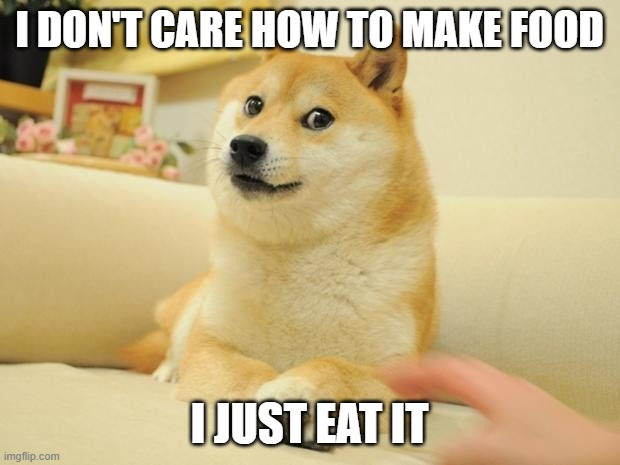 I DON'T CARE HOW TO MAKE FOOD
I JUST EAT IT
imgflip.com